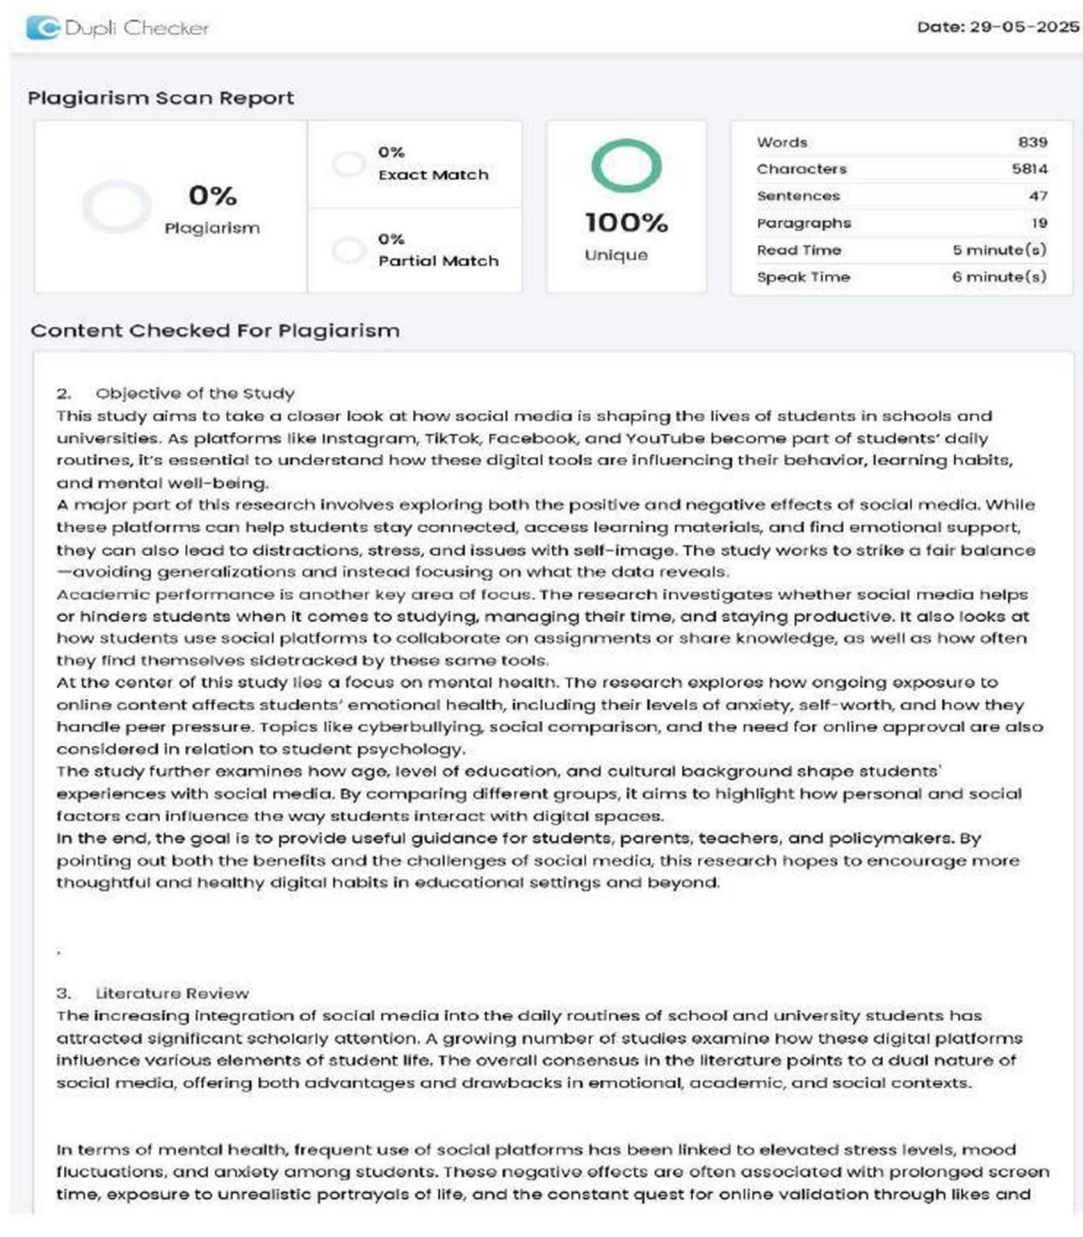 Dupli Checker
Date: 29-05-2025
Plagiarism Scan Report
0%
Plagiarism
0%
Exact Match
0%
Partial Match
100%
Unique
Words 839
Characters 5814
Sentences 47
Paragraphs 19
Read Time 5 minute(s)
Speak Time 6 minute(s)
Content Checked For Plagiarism
2. Objective of the Study
This study aims to take a closer look at how social media is shaping the lives of students in schools and
universities. As platforms like Instagram, TikTok, Facebook, and YouTube become part of students’ daily
routines, it’s essential to understand how these digital tools are influencing their behavior, learning habits,
and mental well-being.
A major part of this research involves exploring both the positive and negative effects of social media. While
these platforms can help students stay connected, access learning materials, and find emotional support,
they can also lead to distractions, stress, and issues with self-image. The study works to strike a fair balance
—avoiding generalizations and instead focusing on what the data reveals.
Academic performance is another key area of focus. The research investigates whether social media helps
or hinders students when it comes to studying, managing their time, and staying productive. It also looks at
how students use social platforms to collaborate on assignments or share knowledge, as well as how often
they find themselves sidetracked by these same tools.
At the center of this study lies a focus on mental health. The research explores how ongoing exposure to
online content affects students’ emotional health, including their levels of anxiety, self-worth, and how they
handle peer pressure. Topics like cyberbullying, social comparison, and the need for online approval are also
considered in relation to student psychology.
The study further examines how age, level of education, and cultural background shape students'
experiences with social media. By comparing different groups, it aims to highlight how personal and social
factors can influence the way students interact with digital spaces.
In the end, the goal is to provide useful guidance for students, parents, teachers, and policymakers. By
pointing out both the benefits and the challenges of social media, this research hopes to encourage more
thoughtful and healthy digital habits in educational settings and beyond.
.
3. Literature Review
The increasing integration of social media into the daily routines of school and university students has
attracted significant scholarly attention. A growing number of studies examine how these digital platforms
influence various elements of student life. The overall consensus in the literature points to a dual nature of
social media, offering both advantages and drawbacks in emotional, academic, and social contexts.
In terms of mental health, frequent use of social platforms has been linked to elevated stress levels, mood
fluctuations, and anxiety among students. These negative effects are often associated with prolonged screen
time, exposure to unrealistic portrayals of life, and the constant quest for online validation through likes and